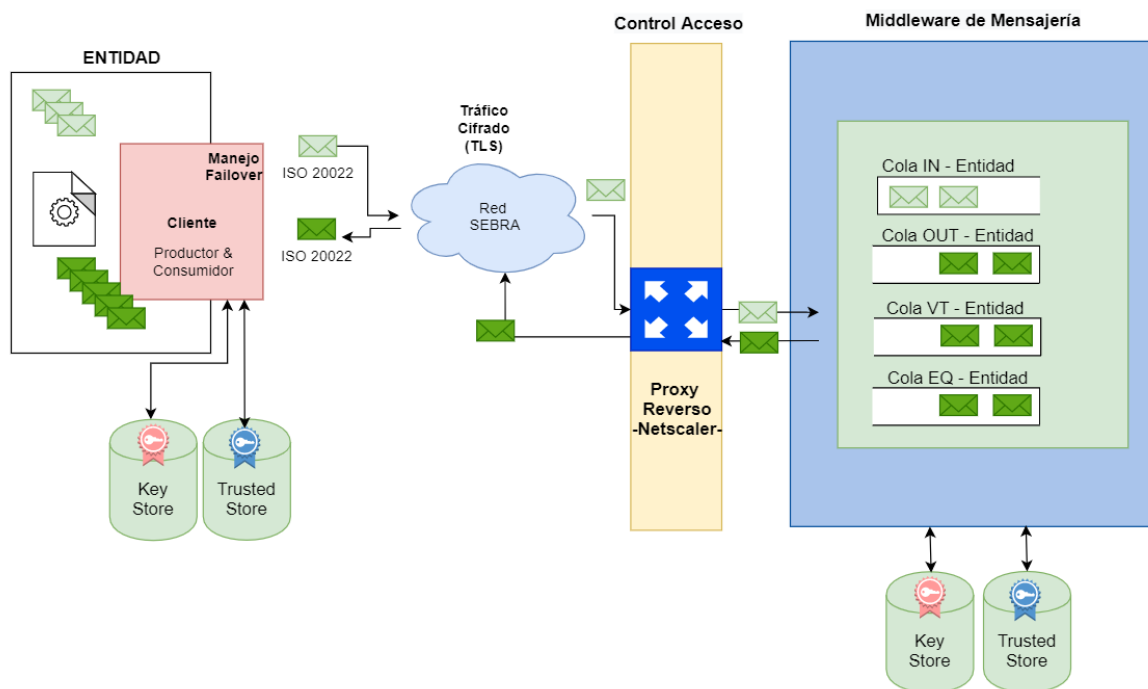 Control Acceso
Middleware de Mensajería
ENTIDAD
Manejo
Failover
Cliente
Productor &
Consumidor
ISO 20022
ISO 20022
Tráfico
Cifrado
(TLS)
Red
SEBRA
Proxy
Reverso
-Netscaler-
Cola IN - Entidad
Cola OUT - Entidad
Cola VT - Entidad
Cola EQ - Entidad
Key
Store
Trusted
Store
Key
Store
Trusted
Store